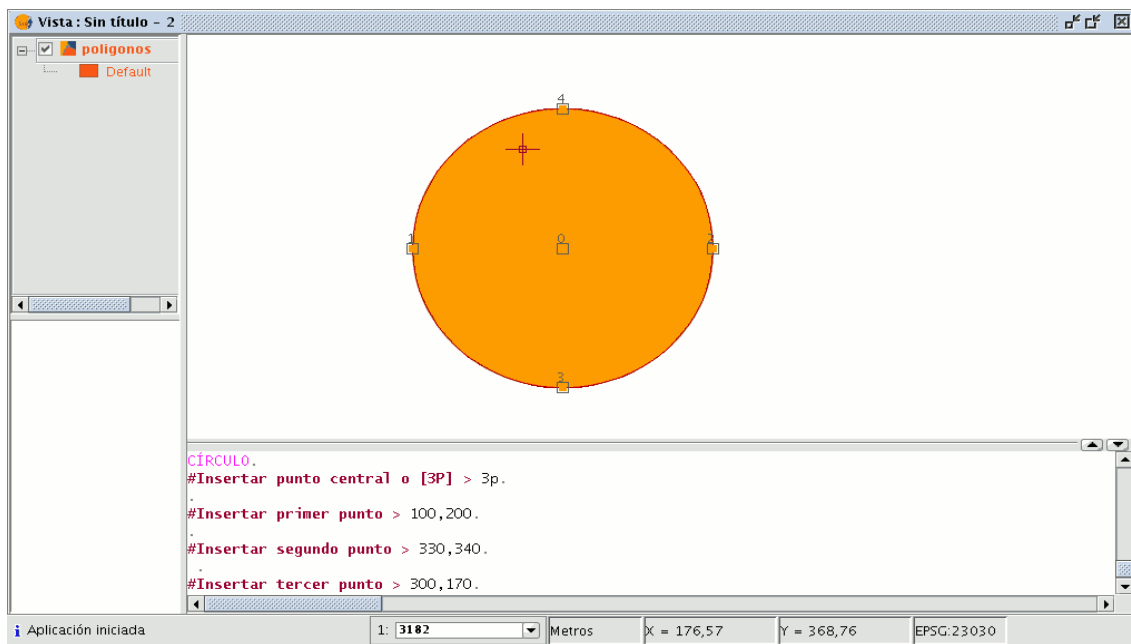 Vista : Sin título - 2
poligonos
Default
4
1
0
2
3
CÍRCULO.
#Insertar punto central o [3P] > 3p.
.
#Insertar primer punto > 100,200.
.
#Insertar segundo punto > 330,340.
.
#Insertar tercer punto > 300,170.
i Aplicación iniciada
1: 3182
Metros
X = 176,57
Y = 368,76
EPSG:23030